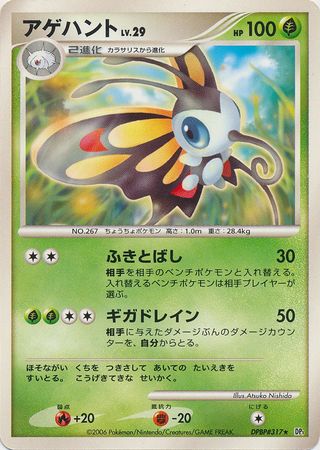 アゲハント LV.29 HP 100
2進化 カラサリスから進化
NO.267 ちょうちょポケモン 高さ:1.0m 重さ:28.4kg
ふきとばし 30
相手を相手のベンチポケモンと入れ替える。
入れ替えるベンチポケモンは相手プレイヤー
が選ぶ。
ギガドレイン 50
相手に与えたダメージぶんのダメージカウン
ターを、自分からとる。
ほそながい くちを つきさして あいての たいえきを
すいとる。 こうげきてきな せいかく。
Illus.Atsuko Nishida
弱点 +20 抵抗力 -20 にげる
©2006 Pokémon/Nintendo/Creatures/GAME FREAK. DPBP#317★ DP1